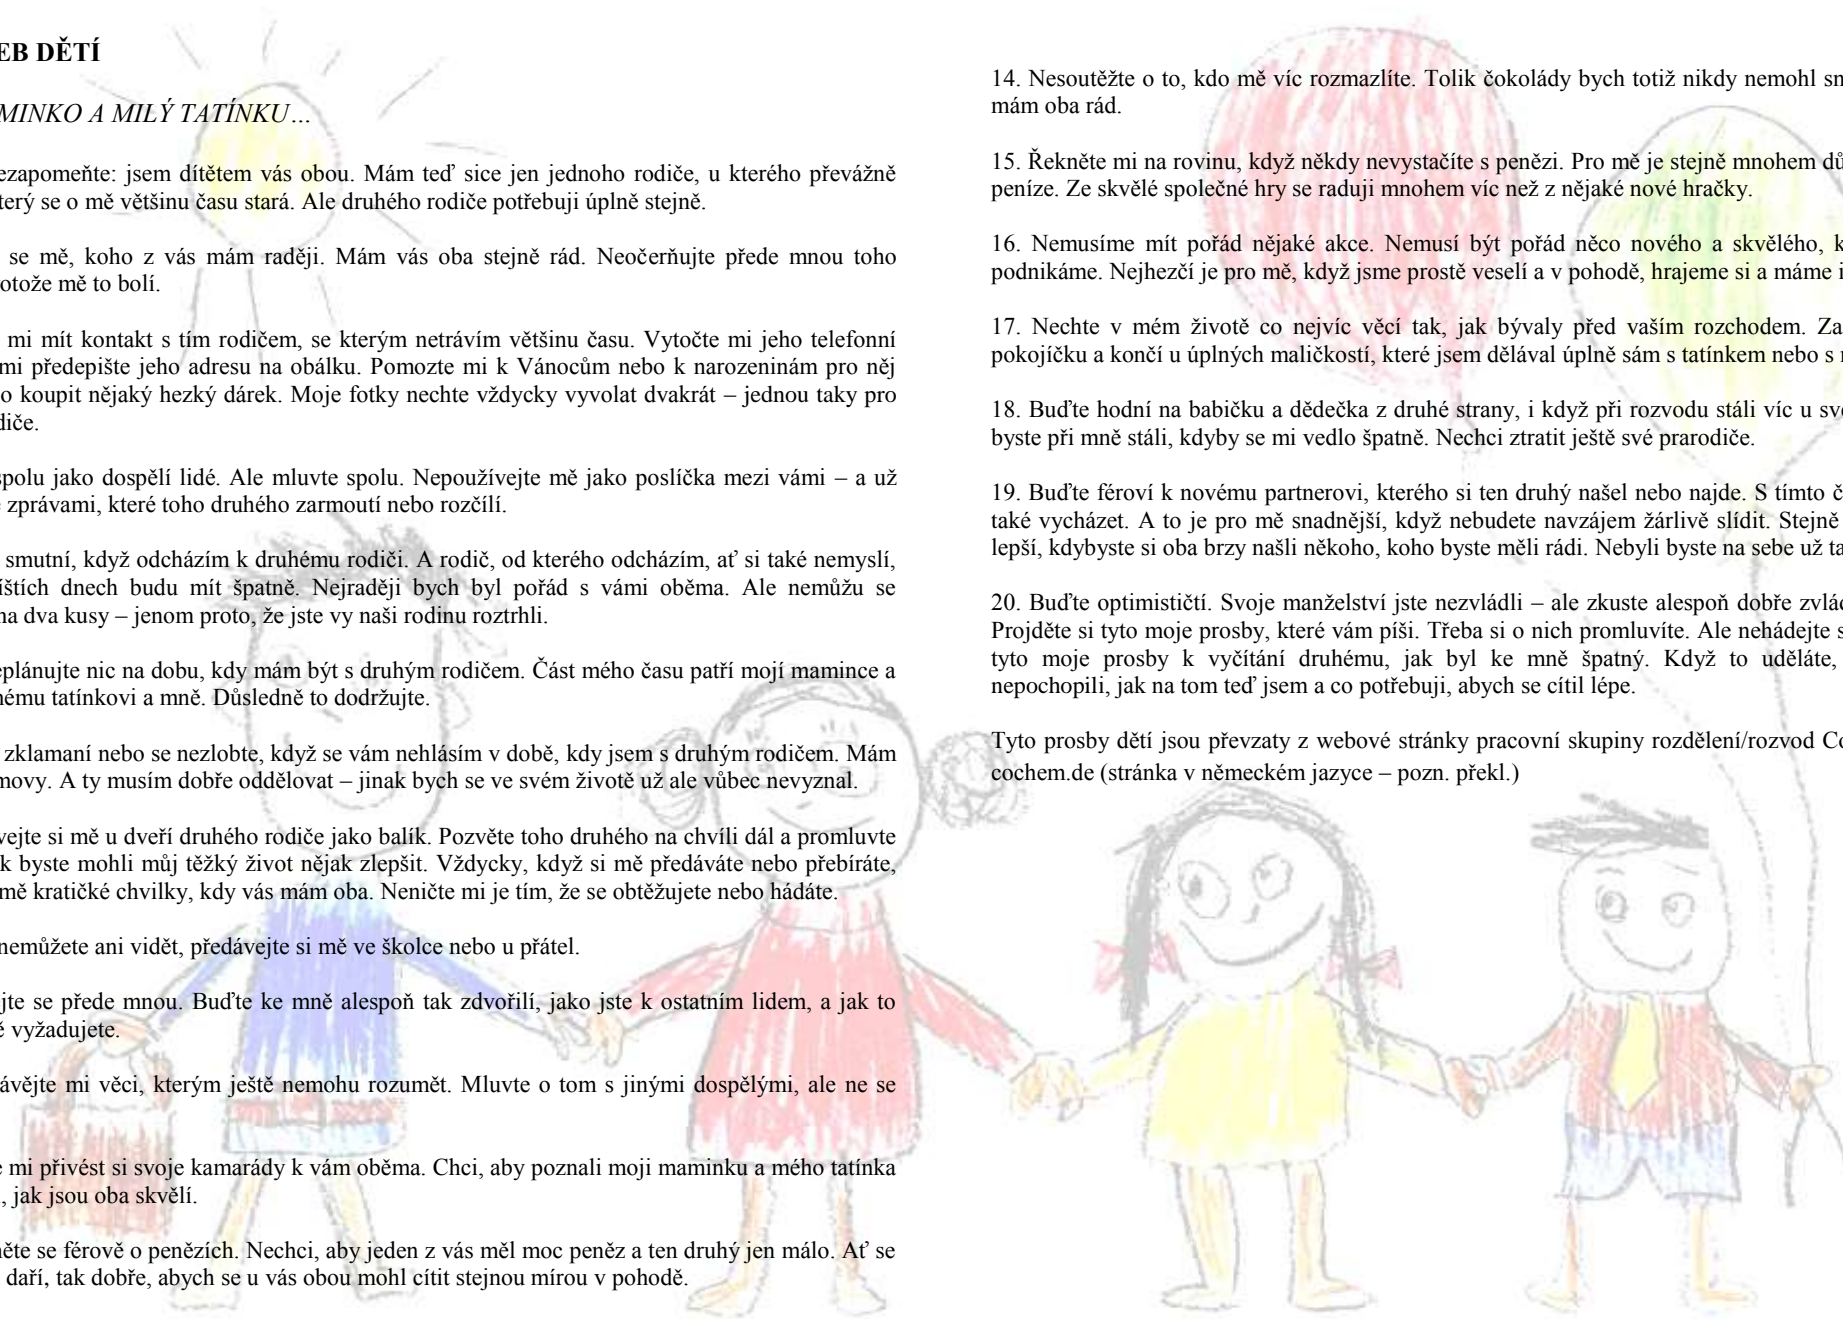 EB DĚTÍ
MINKO A MILÝ TATÍNKU…
ezapomeňte: jsem dítětem vás obou. Mám teď sice jen jednoho rodiče, u kterého převážně
terý se o mě většinu času stará. Ale druhého rodiče potřebuji úplně stejně.
se mě, koho z vás mám raději. Mám vás oba stejně rád. Neočerňujte přede mnou toho
otože mě to bolí.
mi mít kontakt s tím rodičem, se kterým netrávím většinu času. Vytočte mi jeho telefonní
mi předepište jeho adresu na obálku. Pomozte mi k Vánocům nebo k narozeninám pro něj
o koupit nějaký hezký dárek. Moje fotky nechte vždycky vyvolat dvakrát – jednou taky pro
diče.
spolu jako dospělí lidé. Ale mluvte spolu. Nepoužívejte mě jako poslíčka mezi vámi – a už
e zprávami, které toho druhého zarmoutí nebo rozčílí.
smutní, když odcházím k druhému rodiči. A rodič, od kterého odcházím, ať si také nemyslí,
íštích dnech budu mít špatně. Nejraději bych byl pořád s vámi oběma. Ale nemůžu se
na dva kusy – jenom proto, že jste vy naši rodinu roztrhli.
eplánujte nic na dobu, kdy mám být s druhým rodičem. Část mého času patří mojí mamince a
nému tatínkovi a mně. Důsledně to dodržujte.
zklamaní nebo se nezlobte, když se vám nehlásím v době, kdy jsem s druhým rodičem. Mám
movy. A ty musím dobře oddělovat – jinak bych se ve svém životě už ale vůbec nevyznal.
vejte si mě u dveří druhého rodiče jako balík. Pozvěte toho druhého na chvíli dál a promluvte
k byste mohli můj těžký život nějak zlepšit. Vždycky, když si mě předáváte nebo přebíráte,
mě kratičké chvilky, kdy vás mám oba. Neničte mi je tím, že se obtěžujete nebo hádáte.
nemůžete ani vidět, předávejte si mě ve školce nebo u přátel.
jte se přede mnou. Buďte ke mně alespoň tak zdvořilí, jako jste k ostatním lidem, a jak to
ě vyžadujete.
ávějte mi věci, kterým ještě nemohu rozumět. Mluvte o tom s jinými dospělými, ale ne se
e mi přivést si svoje kamarády k vám oběma. Chci, aby poznali moji maminku a mého tatínka
, jak jsou oba skvělí.
ěte se férově o penězích. Nechci, aby jeden z vás měl moc peněz a ten druhý jen málo. Ať se
daří, tak dobře, abych se u vás obou mohl cítit stejnou mírou v pohodě.
14. Nesoutěžte o to, kdo mě víc rozmazlíte. Tolik čokolády bych totiž nikdy nemohl sn
mám oba rád.
15. Řekněte mi na rovinu, když někdy nevystačíte s penězi. Pro mě je stejně mnohem dů
peníze. Ze skvělé společné hry se raduji mnohem víc než z nějaké nové hračky.
16. Nemusíme mít pořád nějaké akce. Nemusí být pořád něco nového a skvělého, k
podnikáme. Nejhezčí je pro mě, když jsme prostě veselí a v pohodě, hrajeme si a máme i
17. Nechte v mém životě co nejvíc věcí tak, jak bývaly před vaším rozchodem. Za
pokojíčku a končí u úplných maličkostí, které jsem dělával úplně sám s tatínkem nebo s
18. Buďte hodní na babičku a dědečka z druhé strany, i když při rozvodu stáli víc u sv
byste při mně stáli, kdyby se mi vedlo špatně. Nechci ztratit ještě své prarodiče.
19. Buďte féroví k novému partnerovi, kterého si ten druhý našel nebo najde. S tímto č
také vycházet. A to je pro mě snadnější, když nebudete navzájem žárlivě slídit. Stejně
lepší, kdybyste si oba brzy našli někoho, koho byste měli rádi. Nebyli byste na sebe už ta
20. Buďte optimističtí. Svoje manželství jste nezvládli – ale zkuste alespoň dobře zvlád
Projděte si tyto moje prosby, které vám píši. Třeba si o nich promluvíte. Ale nehádejte s
tyto moje prosby k vyčítání druhému, jak byl ke mně špatný. Když to uděláte,
nepochopili, jak na tom teď jsem a co potřebuji, abych se cítil lépe.
Tyto prosby dětí jsou převzaty z webové stránky pracovní skupiny rozdělení/rozvod Co
cochem.de (stránka v německém jazyce – pozn. překl.)